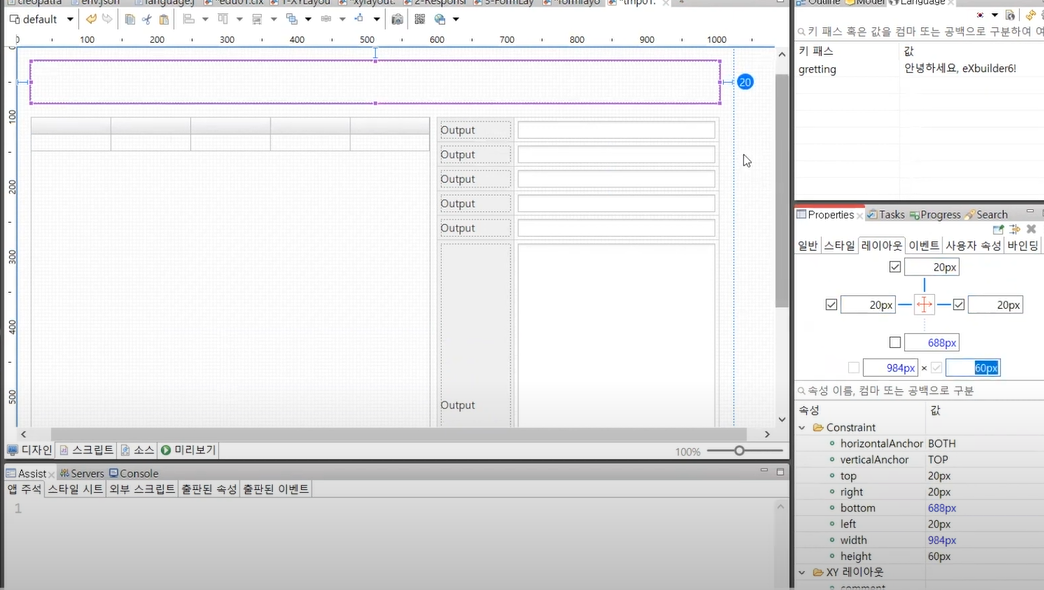 cleopatra env.json language.j *edu01.clx 1-XYLayou *xylayout. 2-Responsi 3-FormLay *formlayo *tmp01.
Outline Model Language
default
키 패스 혹은 값을 컴마 또는 공백으로 구분하여 여
0 100 200 300 400 500 600 700 800 900 1000
키 패스 값
gretting 안녕하세요, eXbuilder6!
20
100
200
300
400
500
Output
Output
Output
Output
Output
Output
Properties Tasks Progress Search
일반 스타일 레이아웃 이벤트 사용자 속성 바인딩
20px
20px 20px
688px
984px × 60px
속성 이름, 컴마 또는 공백으로 구분
속성 값
Constraint
horizontalAnchor BOTH
verticalAnchor TOP
top 20px
right 20px
bottom 688px
left 20px
width 984px
height 60px
XY 레이아웃
comment
디자인 스크립트 소스 미리보기 100%
Assist Servers Console
앱 주석 스타일 시트 외부 스크립트 출판된 속성 출판된 이벤트
1